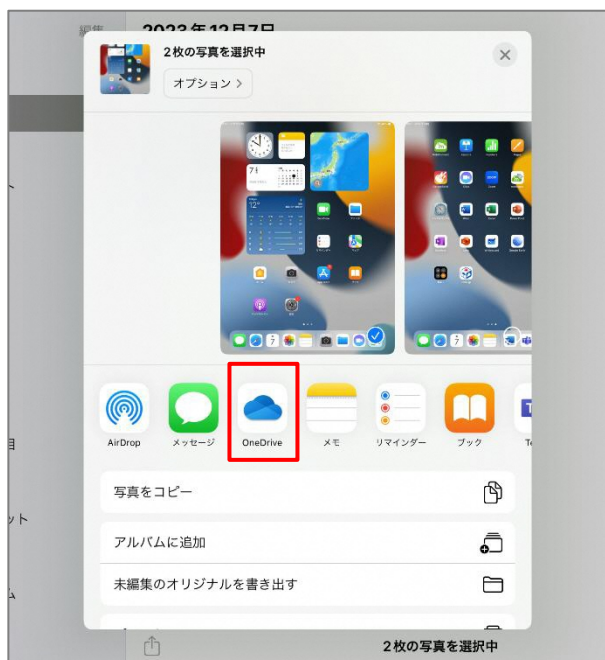 編集
2023年12月7日
2枚の写真を選択中
オプション >
AirDrop
メッセージ
OneDrive
メモ
リマインダー
ブック
写真をコピー
アルバムに追加
未編集のオリジナルを書き出す
2枚の写真を選択中